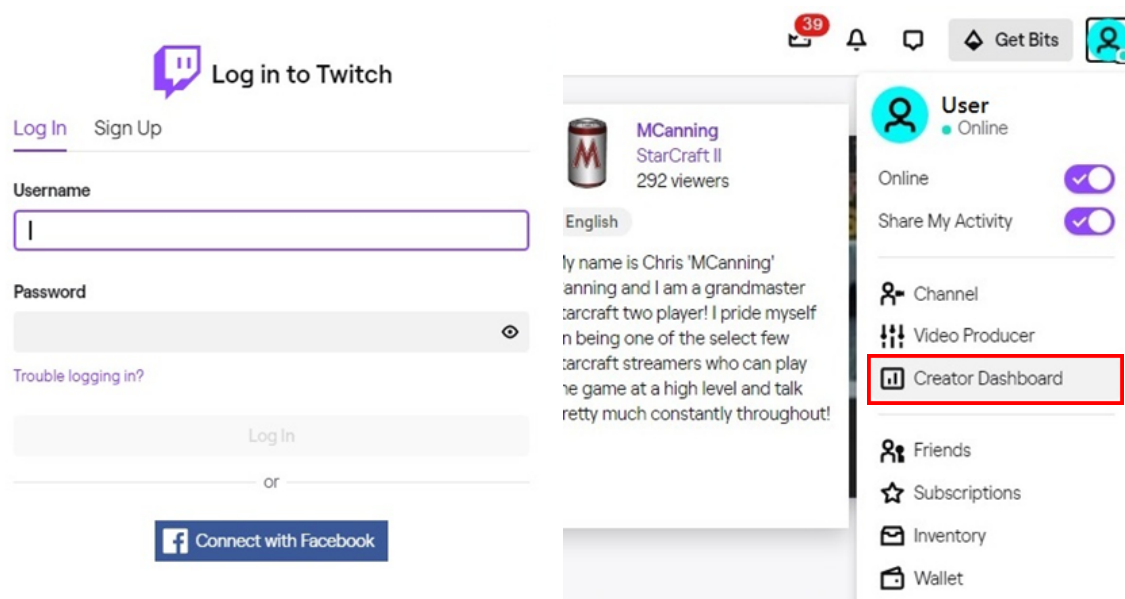 Log in to Twitch
Log In Sign Up
Username
Password
Trouble logging in?
Log In
or
Connect with Facebook
39
Get Bits
MCanning
StarCraft II
292 viewers
English
y name is Chris 'MCanning'
anning and I am a grandmaster
tarcraft two player! I pride myself
n being one of the select few
tarcraft streamers who can play
e game at a high level and talk
retty much constantly throughout!
User
Online
Online
Share My Activity
Channel
Video Producer
Creator Dashboard
Friends
Subscriptions
Inventory
Wallet